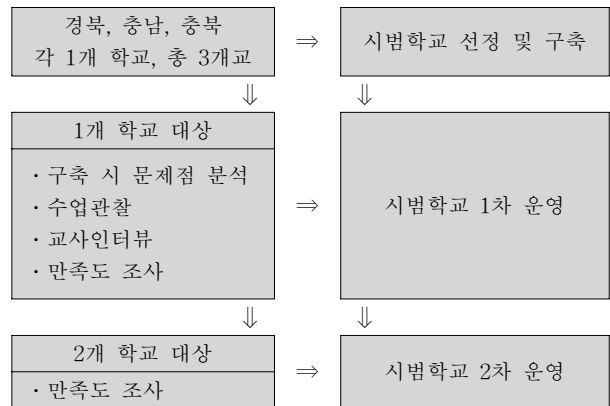 경북, 충남, 충북
각 1개 학교, 총 3개교
⇒
시범학교 선정 및 구축
⇓ ⇓
1개 학교 대상
· 구축 시 문제점 분석
· 수업관찰
· 교사인터뷰
· 만족도 조사
⇒
시범학교 1차 운영
⇓ ⇓
2개 학교 대상
· 만족도 조사
⇒
시범학교 2차 운영